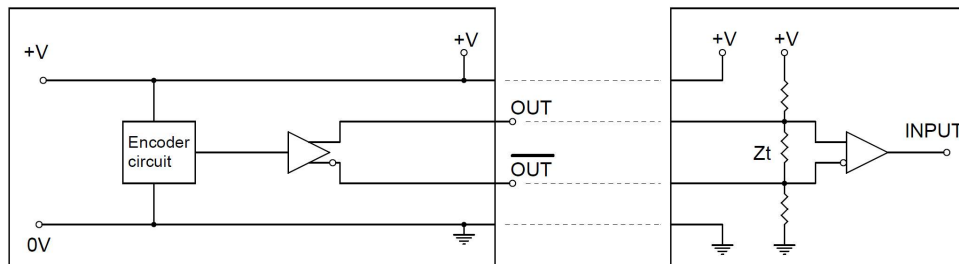 +V
+V
+V
+V
OUT
INPUT
Encoder
circuit
Zt
OUT
0V